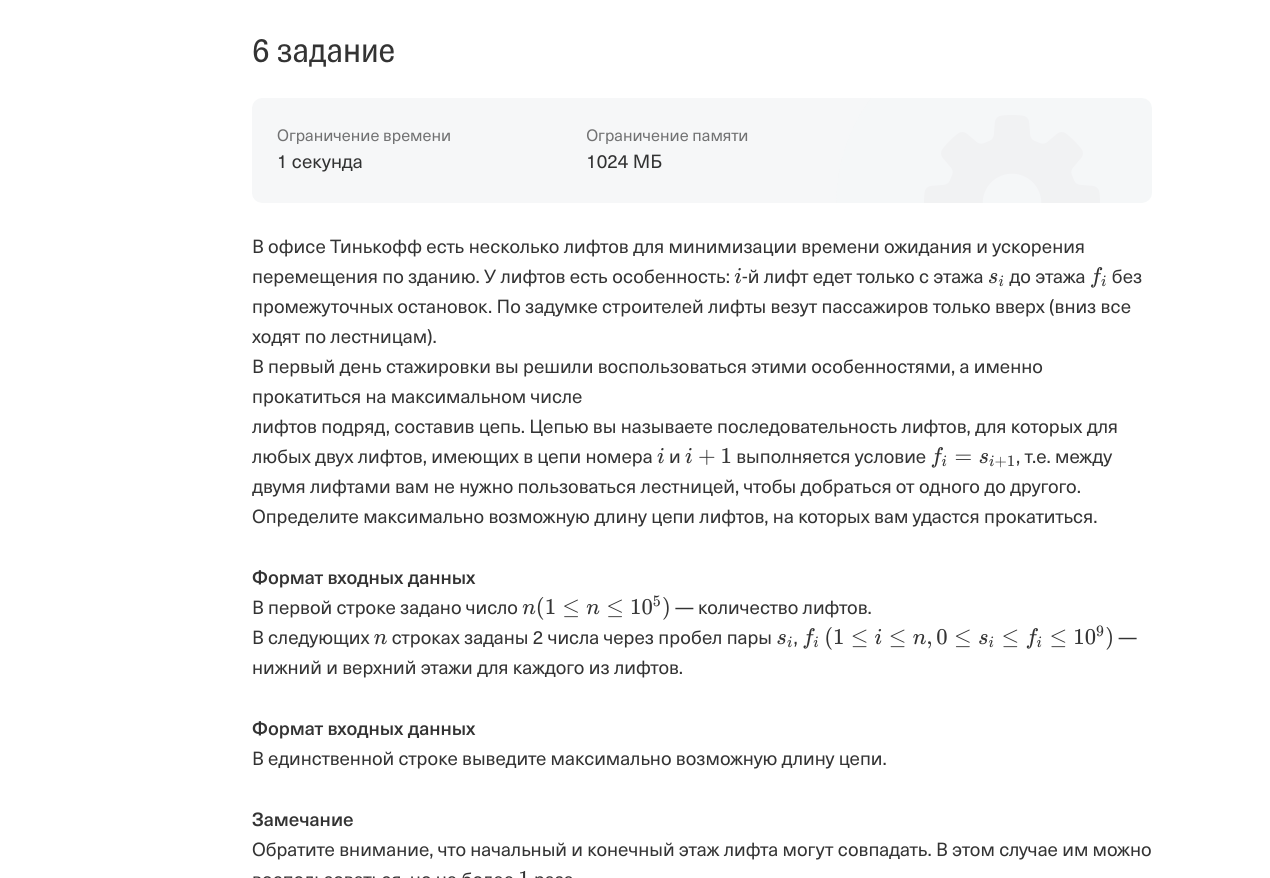 6 задание
Ограничение времени
Ограничение памяти
1 секунда
1024 МБ
В офисе Тинькофф есть несколько лифтов для минимизации времени ожидания и ускорения
перемещения по зданию. У лифтов есть особенность: i-й лифт едет только с этажа s_i до этажа f_i без
промежуточных остановок. По задумке строителей лифты везут пассажиров только вверх (вниз все
ходят по лестницам).
В первый день стажировки вы решили воспользоваться этими особенностями, а именно
прокатиться на максимальном числе
лифтов подряд, составив цепь. Цепью вы называете последовательность лифтов, для которых для
любых двух лифтов, имеющих в цепи номера i и i + 1 выполняется условие f_i = s_{i+1}, т.е. между
двумя лифтами вам не нужно пользоваться лестницей, чтобы добраться от одного до другого.
Определите максимально возможную длину цепи лифтов, на которых вам удастся прокатиться.
Формат входных данных
В первой строке задано число n(1 ≤ n ≤ 10^5) — количество лифтов.
В следующих n строках заданы 2 числа через пробел пары s_i, f_i (1 ≤ i ≤ n, 0 ≤ s_i ≤ f_i ≤ 10^9) —
нижний и верхний этажи для каждого из лифтов.
Формат входных данных
В единственной строке выведите максимально возможную длину цепи.
Замечание
Обратите внимание, что начальный и конечный этаж лифта могут совпадать. В этом случае им можно